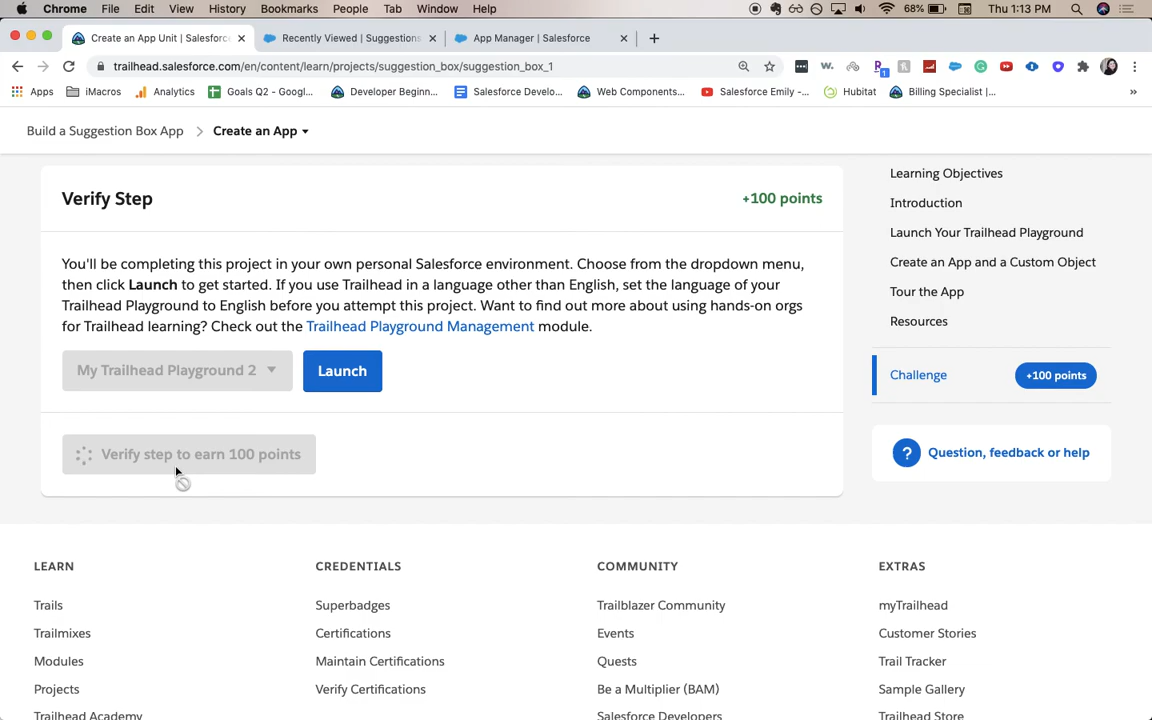 Chrome File Edit View History Bookmarks People Tab Window Help 68% Thu 1:13 PM
Create an App Unit | Salesforc Recently Viewed | Suggestions App Manager | Salesforce
trailhead.salesforce.com/en/content/learn/projects/suggestion_box/suggestion_box_1
Apps iMacros Analytics Goals Q2 - Googl... Developer Beginn... Salesforce Develo... Web Components... Salesforce Emily -... Hubitat Billing Specialist |... »
Build a Suggestion Box App > Create an App
Verify Step +100 points
You'll be completing this project in your own personal Salesforce environment. Choose from the dropdown menu,
then click Launch to get started. If you use Trailhead in a language other than English, set the language of your
Trailhead Playground to English before you attempt this project. Want to find out more about using hands-on orgs
for Trailhead learning? Check out the Trailhead Playground Management module.
My Trailhead Playground 2 Launch
Verify step to earn 100 points
Learning Objectives
Introduction
Launch Your Trailhead Playground
Create an App and a Custom Object
Tour the App
Resources
Challenge +100 points
? Question, feedback or help
LEARN
Trails
Trailmixes
Modules
Projects
Trailhead Academy
CREDENTIALS
Superbadges
Certifications
Maintain Certifications
Verify Certifications
COMMUNITY
Trailblazer Community
Events
Quests
Be a Multiplier (BAM)
Salesforce Developers
EXTRAS
myTrailhead
Customer Stories
Trail Tracker
Sample Gallery
Trailhead Store